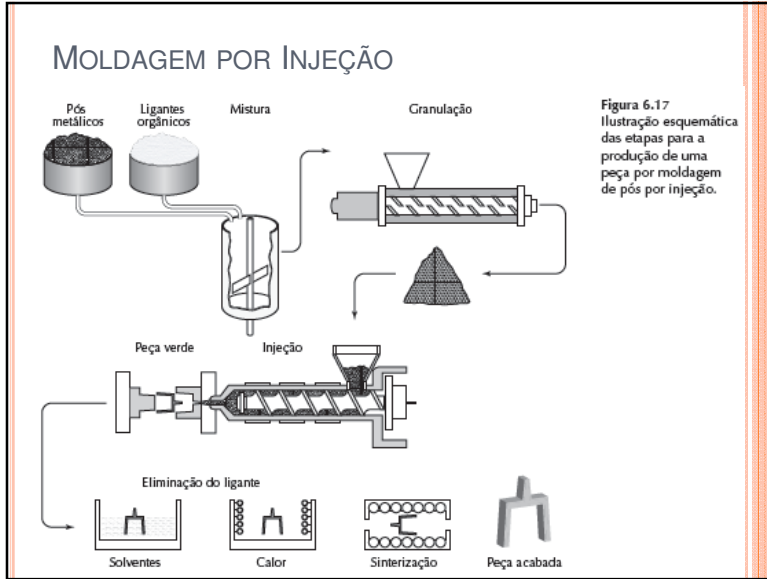 MOLDAGEM POR INJEÇÃO
Pós
metálicos
Ligantes
orgânicos
Mistura
Granulação
Figura 6.17
Ilustração esquemática
das etapas para a
produção de uma
peça por moldagem
de pós por injeção.
Peça verde
Injeção
Eliminação do ligante
Solventes
Calor
Sinterização
Peça acabada